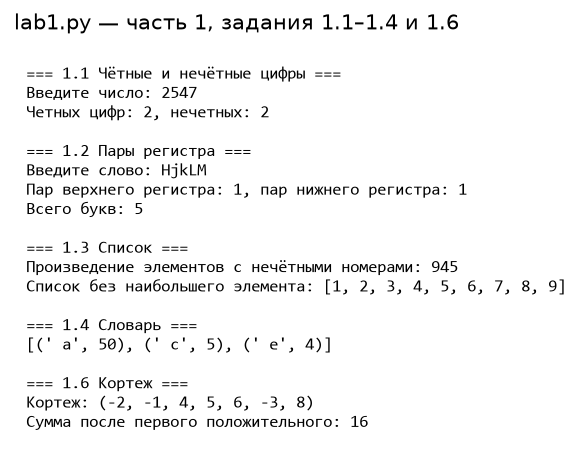 lab1.py — часть 1, задания 1.1–1.4 и 1.6
=== 1.1 Чётные и нечётные цифры ===
Введите число: 2547
Четных цифр: 2, нечетных: 2
=== 1.2 Пары регистра ===
Введите слово: HjkLM
Пар верхнего регистра: 1, пар нижнего регистра: 1
Всего букв: 5
=== 1.3 Список ===
Произведение элементов с нечётными номерами: 945
Список без наибольшего элемента: [1, 2, 3, 4, 5, 6, 7, 8, 9]
=== 1.4 Словарь ===
[(' a', 50), (' c', 5), (' e', 4)]
=== 1.6 Кортеж ===
Кортеж: (-2, -1, 4, 5, 6, -3, 8)
Сумма после первого положительного: 16